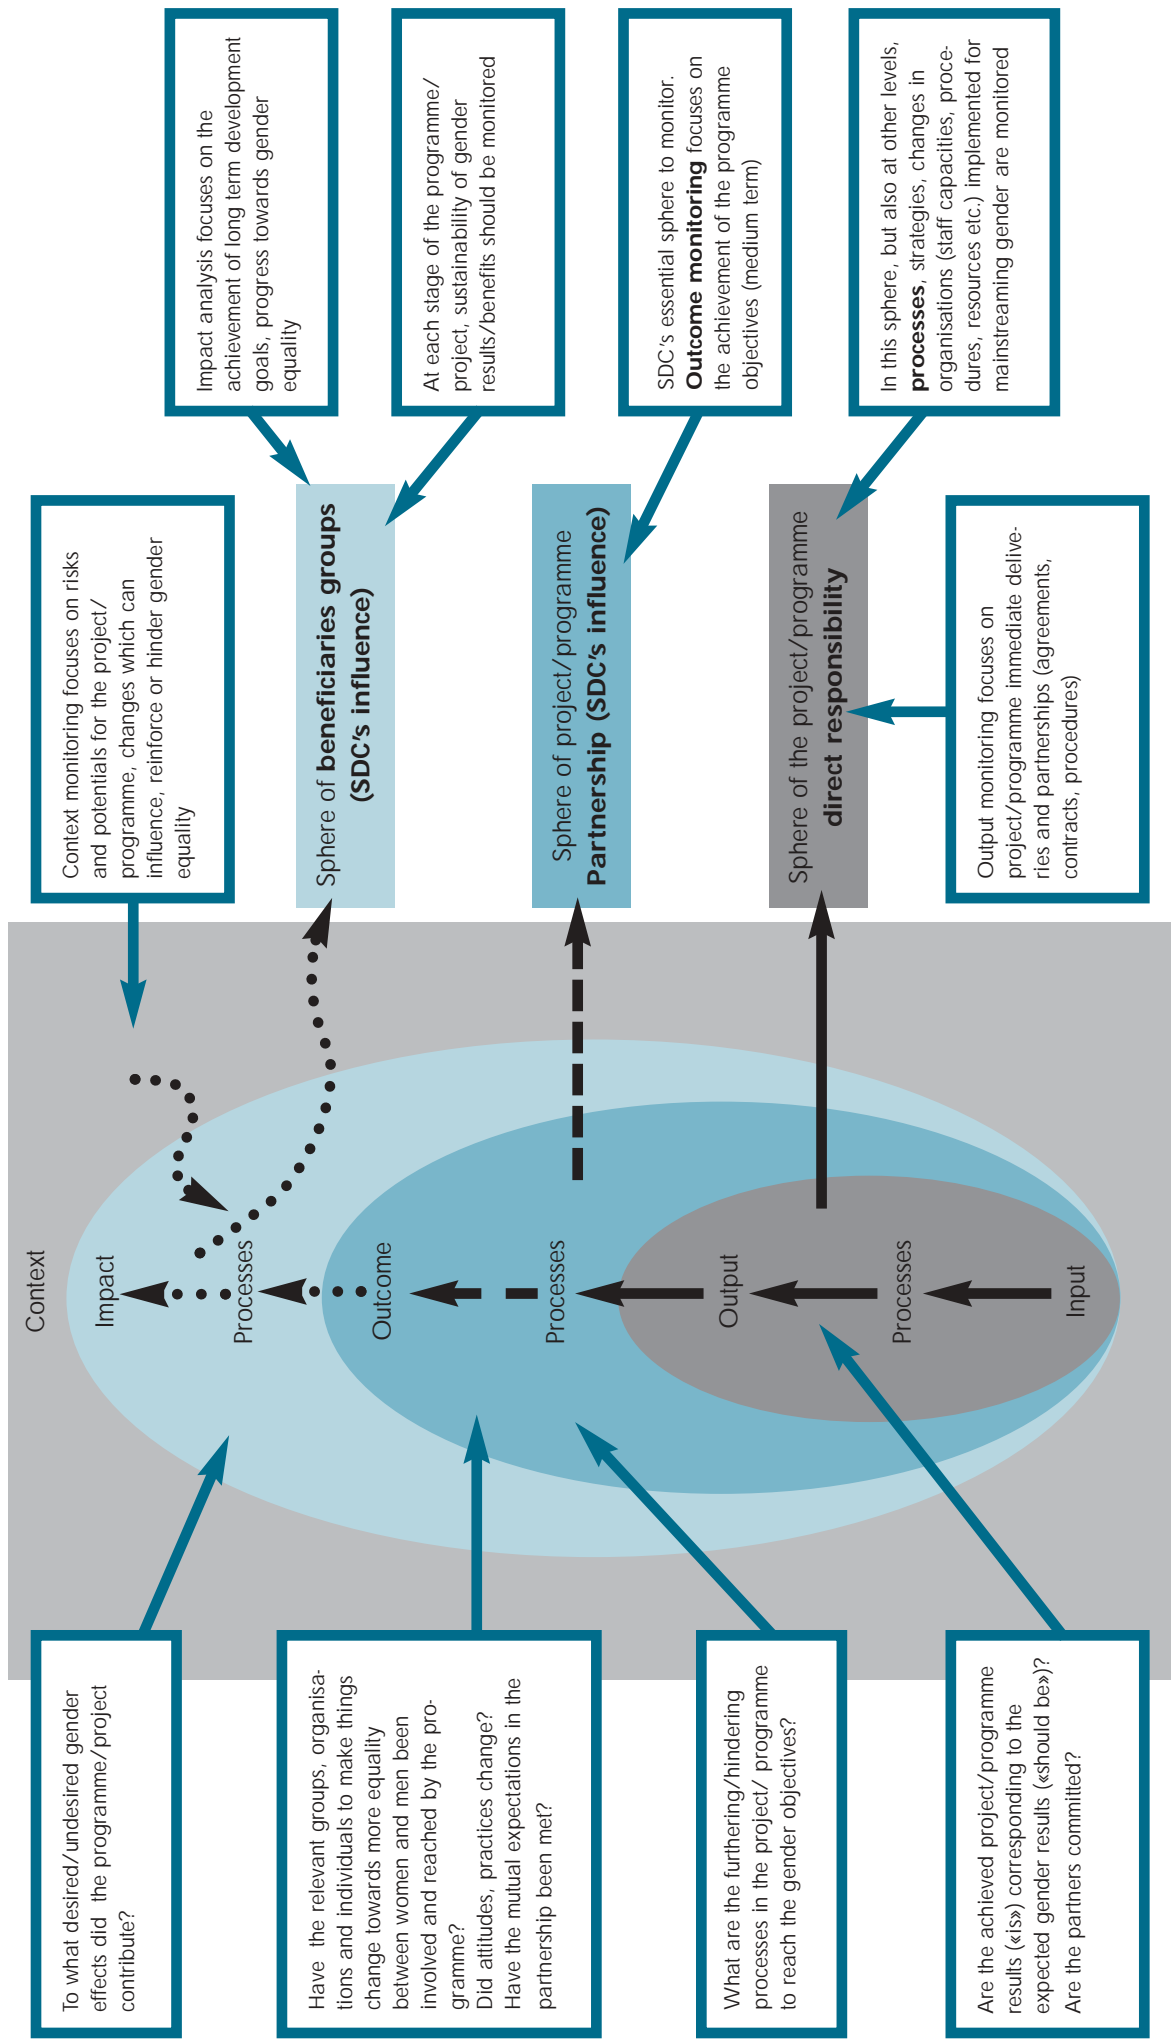 To what desired/undesired gender
effects did the programme/project
contribute?
Have the relevant groups, organisa-
tions and individuals to make things
change towards more equality
between women and men been
involved and reached by the pro-
gramme?
Did attitudes, practices change?
Have the mutual expectations in the
partnership been met?
What are the furthering/hindering
processes in the project/ programme
to reach the gender objectives?
Are the achieved project/programme
results («is») corresponding to the
expected gender results («should be»)?
Are the partners committed?
Context
Impact
Processes
Outcome
Processes
Output
Processes
Input
Context monitoring focuses on risks
and potentials for the project/
programme, changes which can
influence, reinforce or hinder gender
equality
Sphere of beneficiaries groups
(SDC's influence)
Sphere of project/programme
Partnership (SDC's influence)
Sphere of the project/programme
direct responsibility
Output monitoring focuses on
project/programme immediate delive-
ries and partnerships (agreements,
contracts, procedures)
Impact analysis focuses on the
achievement of long term development
goals, progress towards gender
equality
At each stage of the programme/
project, sustainability of gender
results/benefits should be monitored
SDC's essential sphere to monitor.
Outcome monitoring focuses on
the achievement of the programme
objectives (medium term)
In this sphere, but also at other levels,
processes, strategies, changes in
organisations (staff capacities, proce-
dures, resources etc.) implemented for
mainstreaming gender are monitored